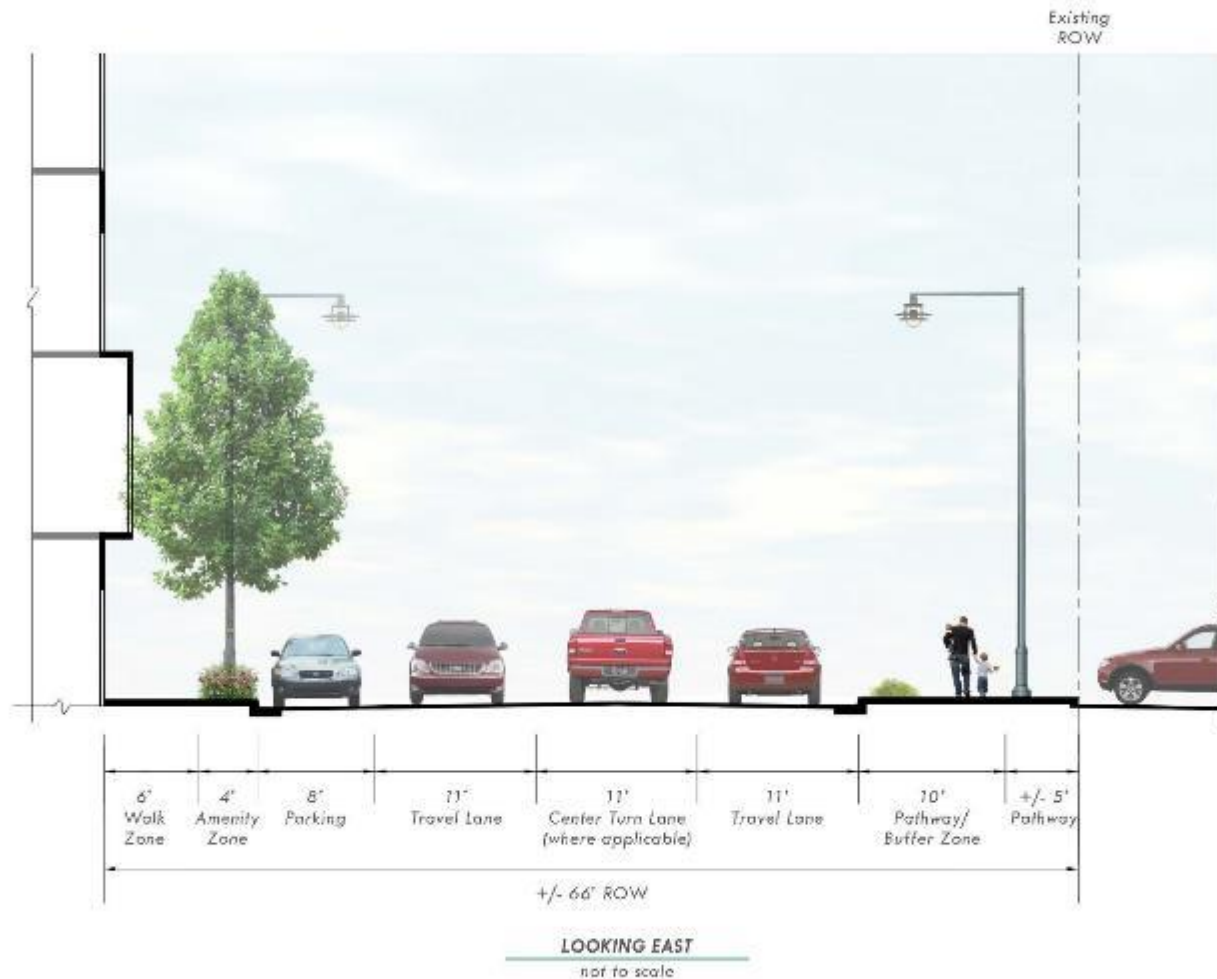 Existing
ROW
6'
Walk
Zone
4'
Amenity
Zone
8'
Parking
11'
Travel Lane
11'
Center Turn Lane
(where applicable)
11'
Travel Lane
10'
Pathway/
Buffer Zone
+/- 5'
Pathway
+/- 66' ROW
LOOKING EAST
not to scale